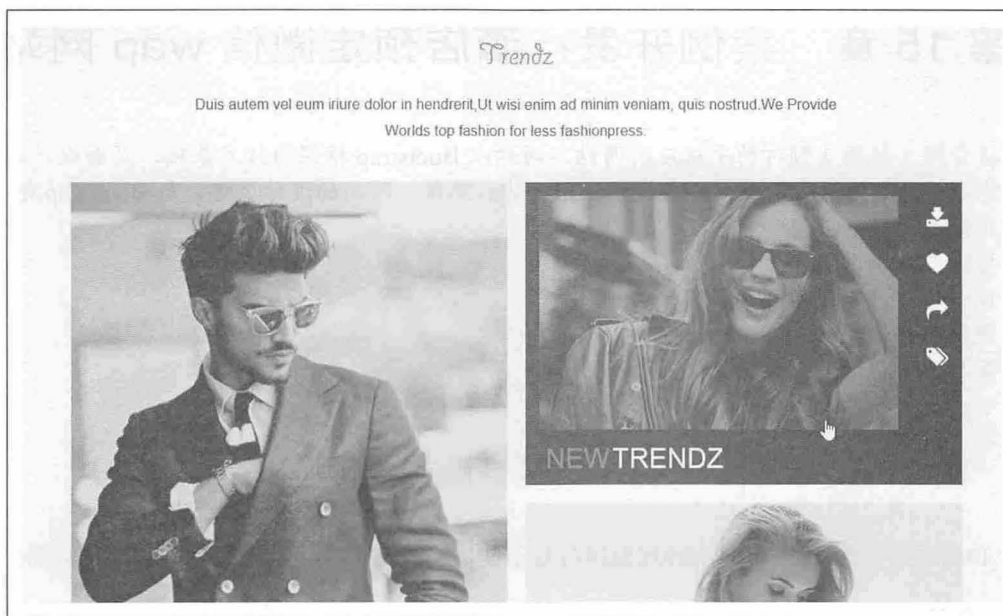 Trendz
Duis autem vel eum iriure dolor in hendrerit,Ut wisi enim ad minim veniam, quis nostrud.We Provide
Worlds top fashion for less fashionpress.
NEWTRENDZ